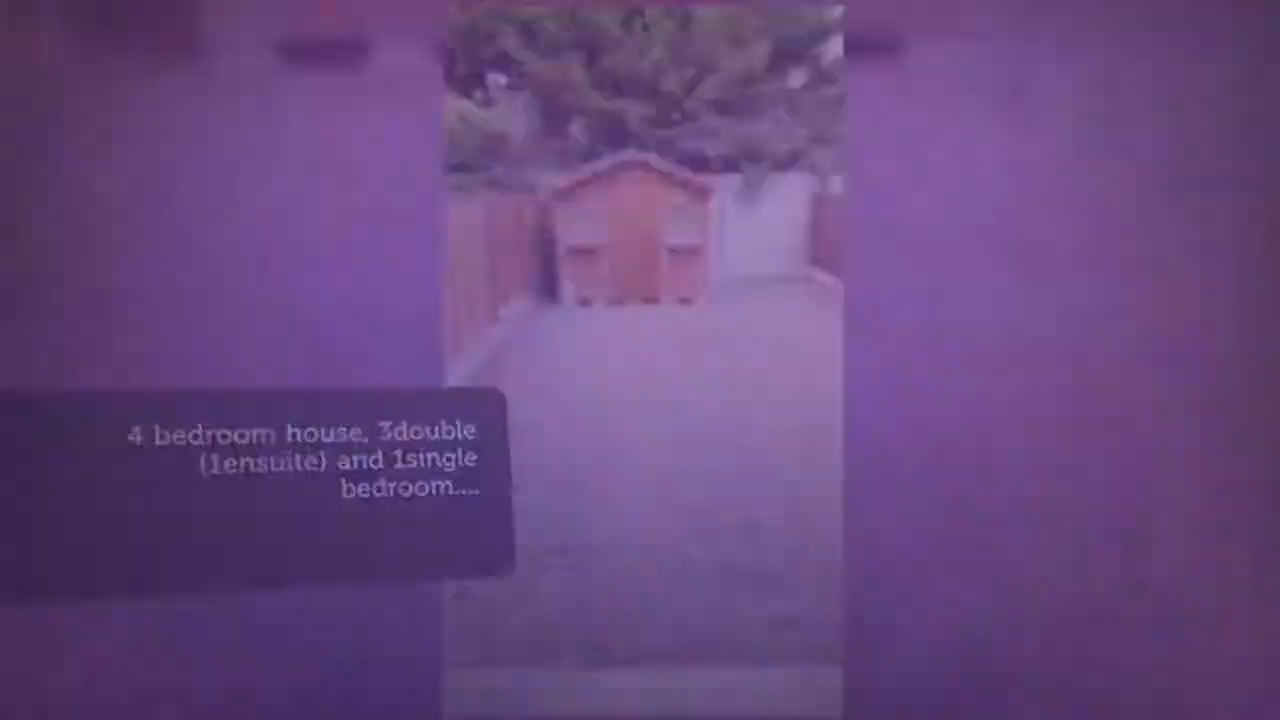 4 bedroom house, 3double
(1ensuite) and 1single
bedroom....